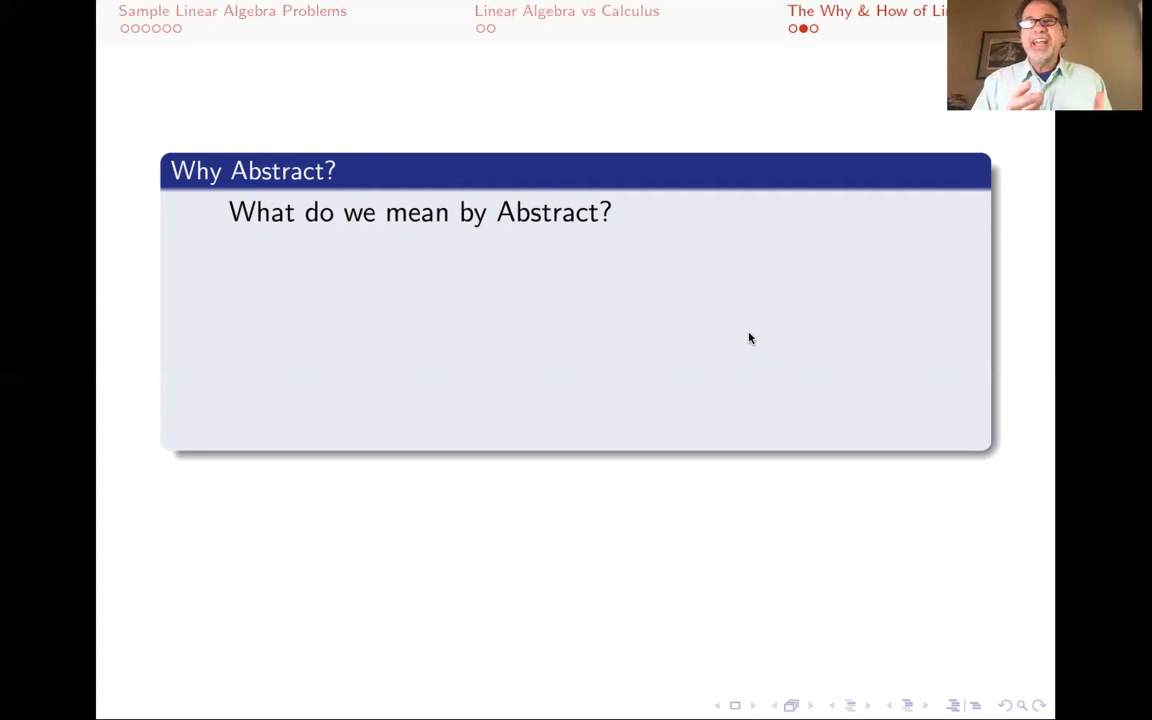 Sample Linear Algebra Problems
Linear Algebra vs Calculus
The Why & How of Li
Why Abstract?
What do we mean by Abstract?